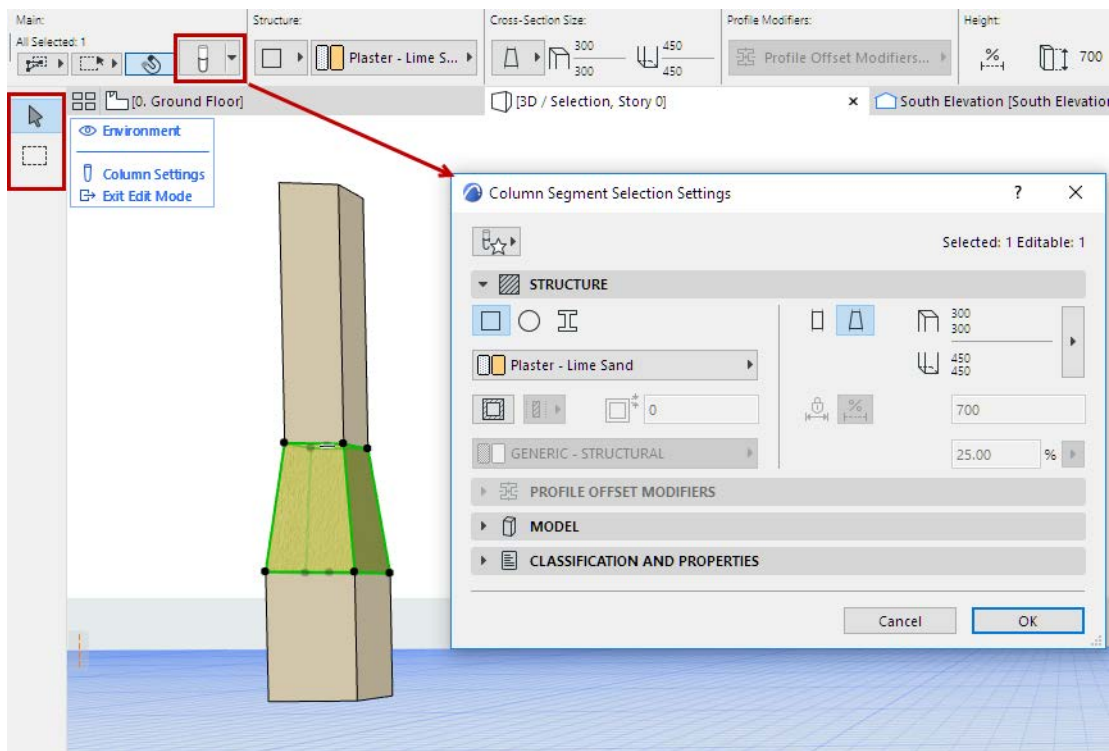 Main:
Structure:
Cross-Section Size:
Profile Modifiers:
Height:
All Selected: 1
Plaster - Lime S...
300
300
450
450
Profile Offset Modifiers...
%
700
[0. Ground Floor]
[3D / Selection, Story 0]
South Elevation [South Elevation
Environment
Column Settings
Exit Edit Mode
Column Segment Selection Settings
?
Selected: 1 Editable: 1
STRUCTURE
300
300
450
450
Plaster - Lime Sand
0
%
700
GENERIC - STRUCTURAL
25.00 %
PROFILE OFFSET MODIFIERS
MODEL
CLASSIFICATION AND PROPERTIES
Cancel
OK